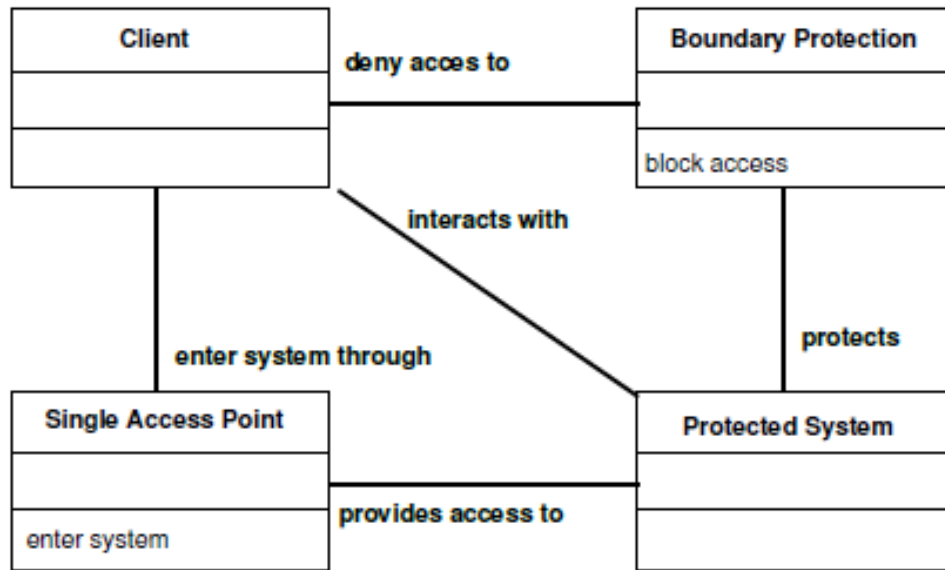 Client
Boundary Protection
deny acces to
block access
interacts with
enter system through
protects
Single Access Point
Protected System
provides access to
enter system